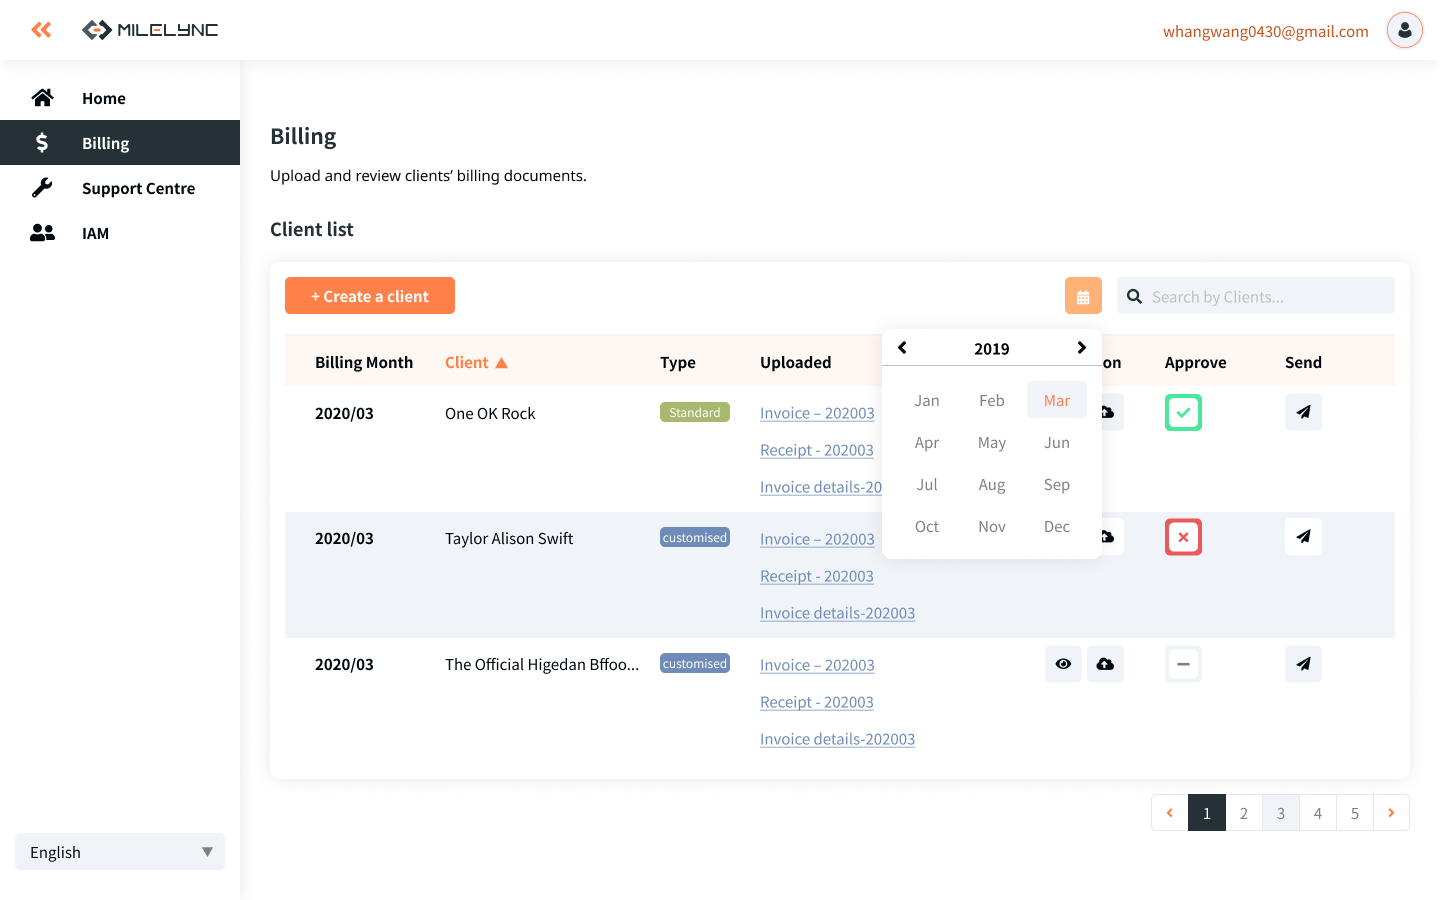 MILELYNC
whangwang0430@gmail.com
Home
Billing
Support Centre
IAM
English
Billing
Upload and review clients’ billing documents.
Client list
+ Create a client
Search by Clients...
Billing Month Client Type Uploaded on Approve Send
2020/03 One OK Rock Standard Invoice – 202003
Receipt - 202003
Invoice details-20
2020/03 Taylor Alison Swift customised Invoice – 202003
Receipt - 202003
Invoice details-202003
2020/03 The Official Higedan Bffoo... customised Invoice – 202003
Receipt - 202003
Invoice details-202003
2019
Jan Feb Mar
Apr May Jun
Jul Aug Sep
Oct Nov Dec
1 2 3 4 5